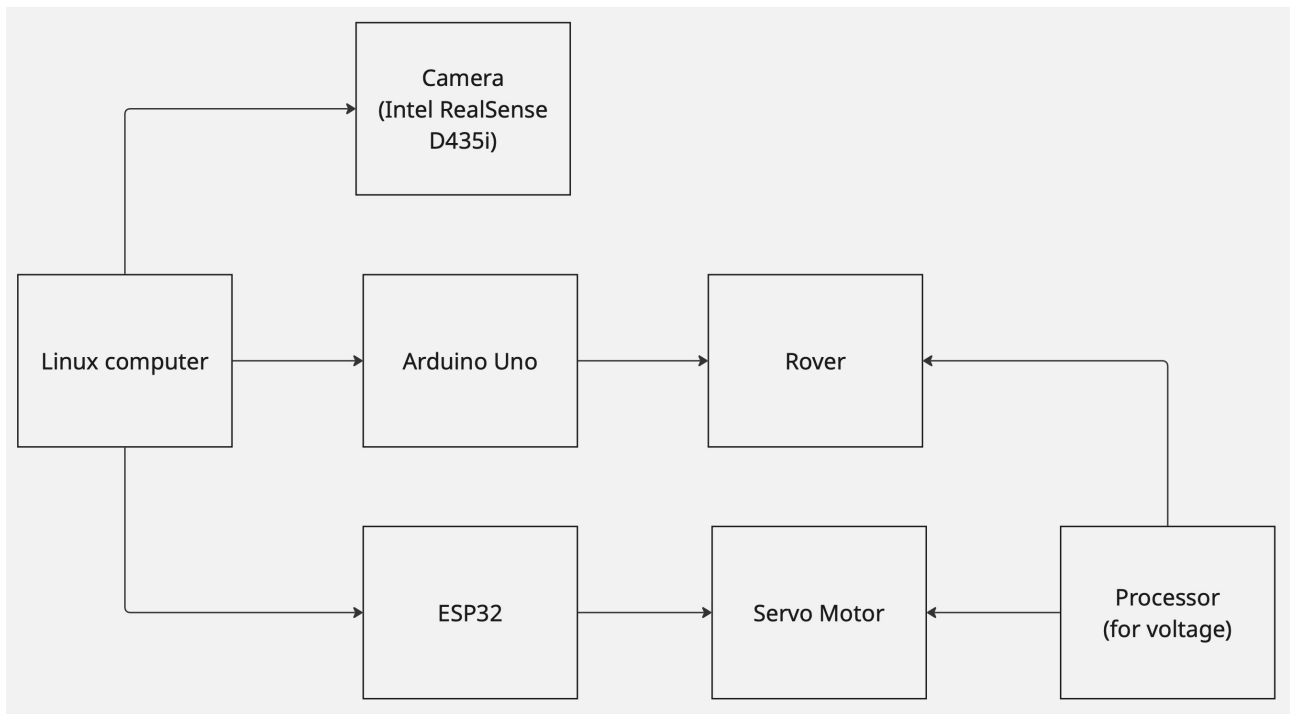 Camera
(Intel RealSense
D435i)
Linux computer
Arduino Uno
Rover
ESP32
Servo Motor
Processor
(for voltage)